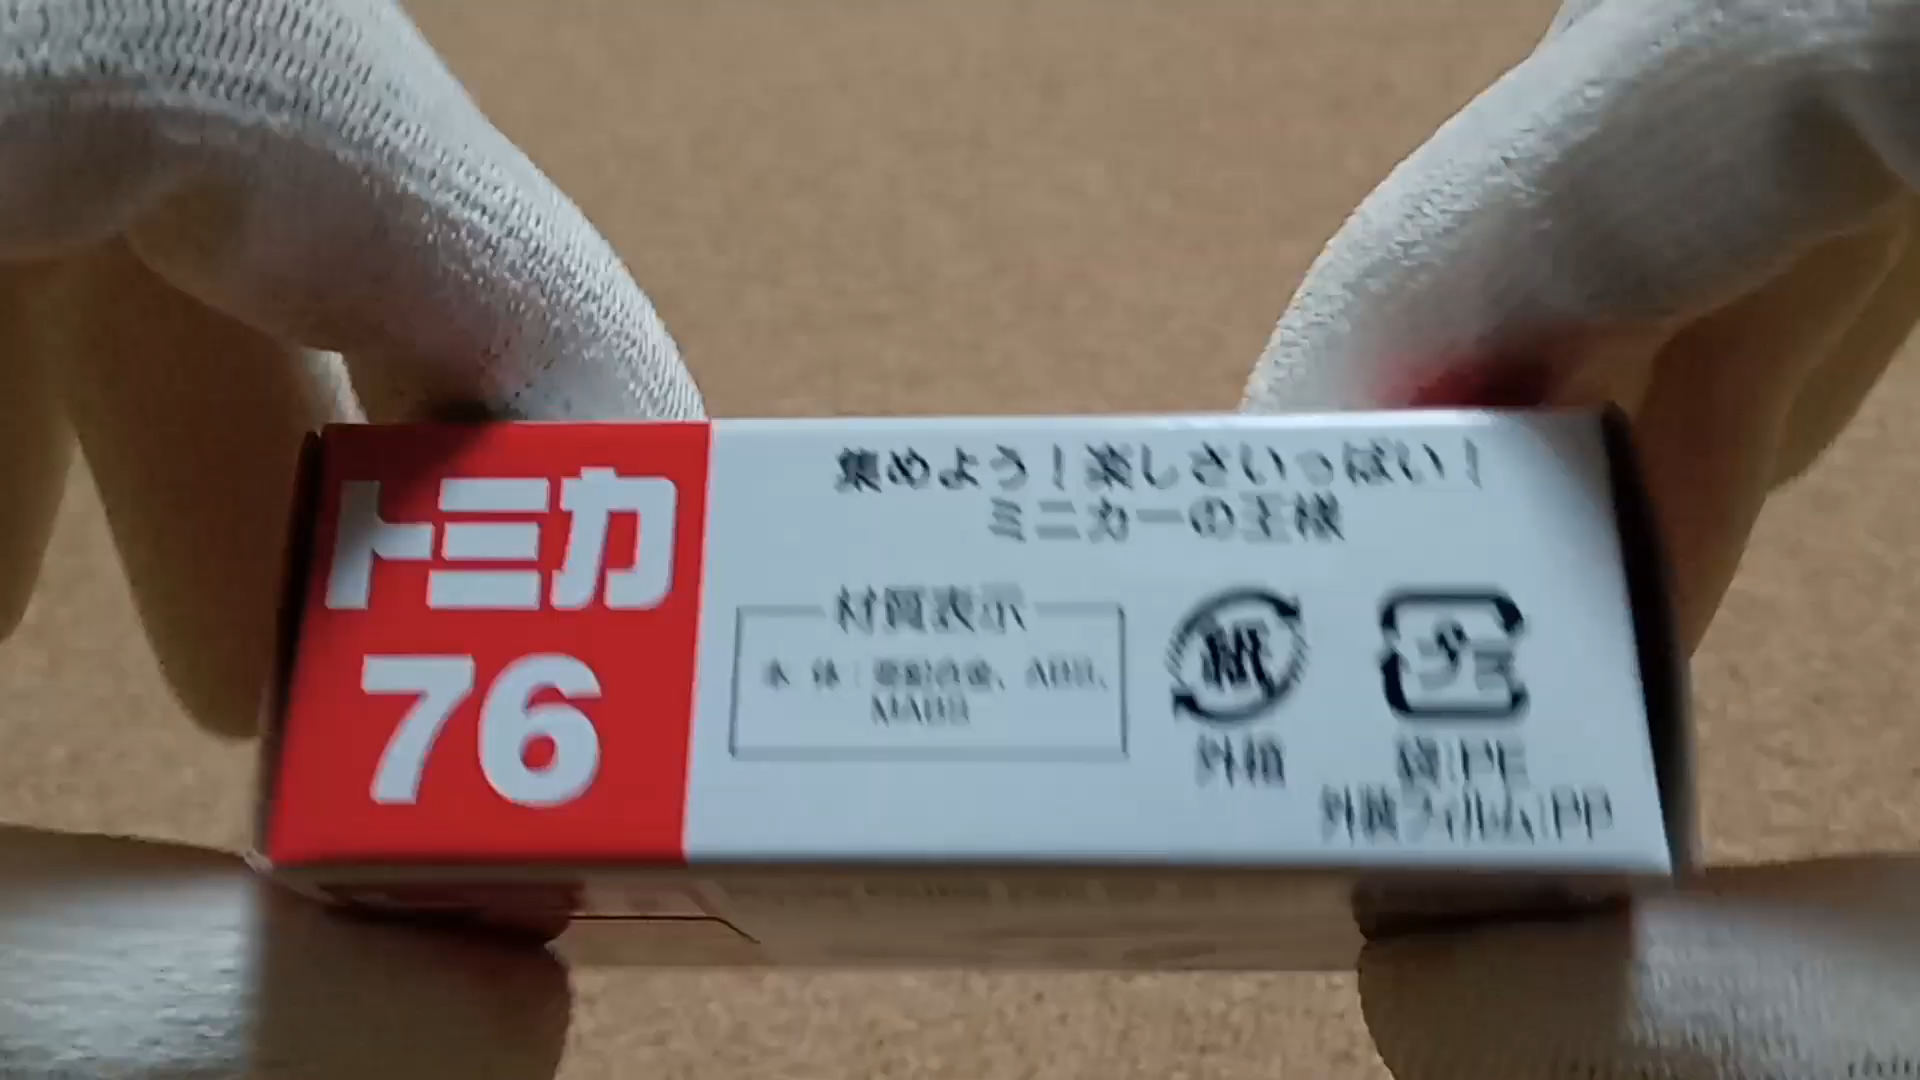 トミカ
76
集めよう！楽しさいっぱい！
ミニカーの王様
材質表示
本 体：亜鉛合金、ABS、
MABS
紙
外箱
プラ
袋:PE
外装フィルム:PP